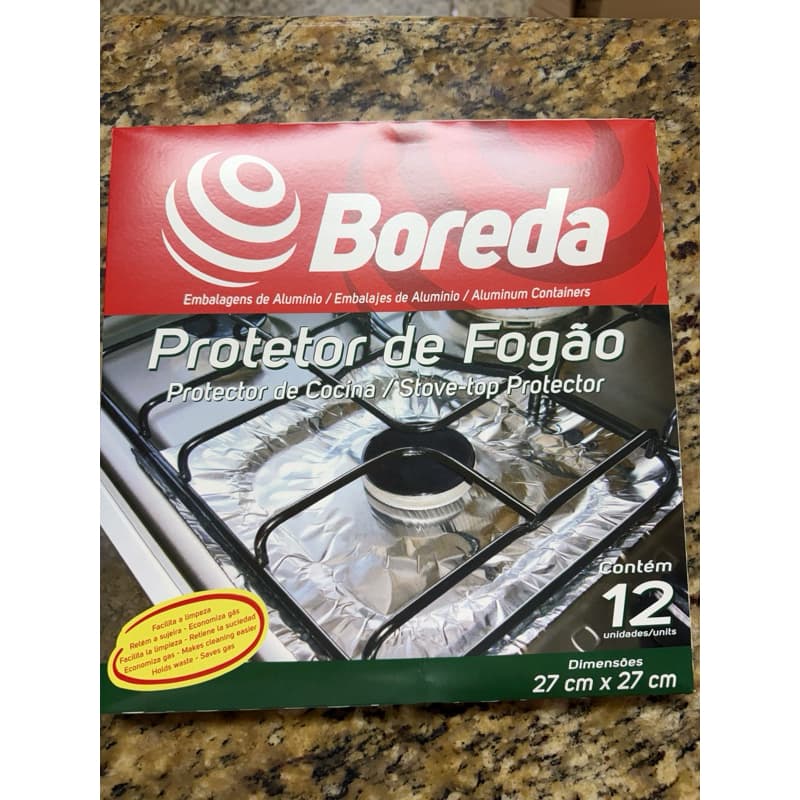 Boreda
Embalagens de Alumínio / Embalajes de Aluminio / Aluminum Containers
Protetor de Fogão
Protector de Cocina / Stove-top Protector
Contém
12
unidades/units
Facilita a limpeza
Retém a sujeira - Economiza gás
Facilita la limpieza - Retiene la suciedad
Economiza gas - Makes cleaning easier
Holds waste - Saves gas
Dimensões
27 cm x 27 cm